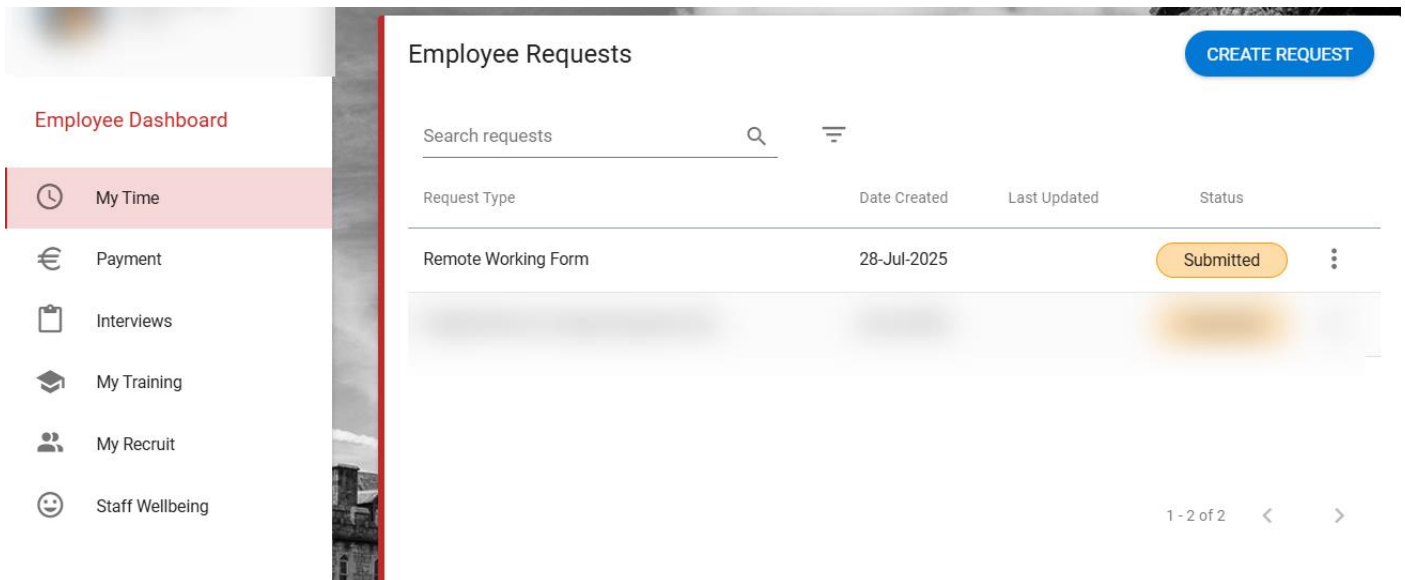 Employee Requests
CREATE REQUEST
Employee Dashboard
Search requests
My Time
Request Type Date Created Last Updated Status
Payment
Remote Working Form 28-Jul-2025 Submitted
Interviews
My Training
My Recruit
Staff Wellbeing
1 - 2 of 2